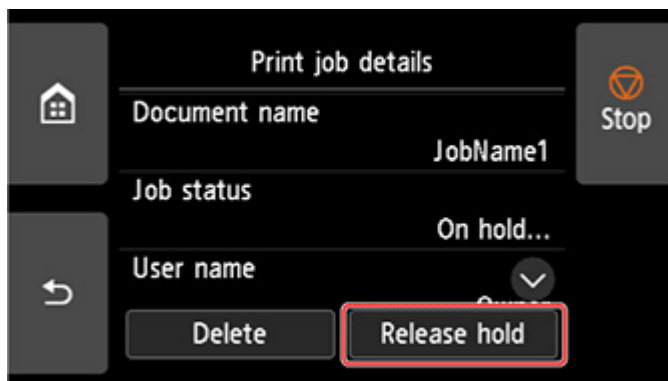 Print job details
Document name
JobName1
Stop
Job status
On hold...
User name
Delete
Release hold